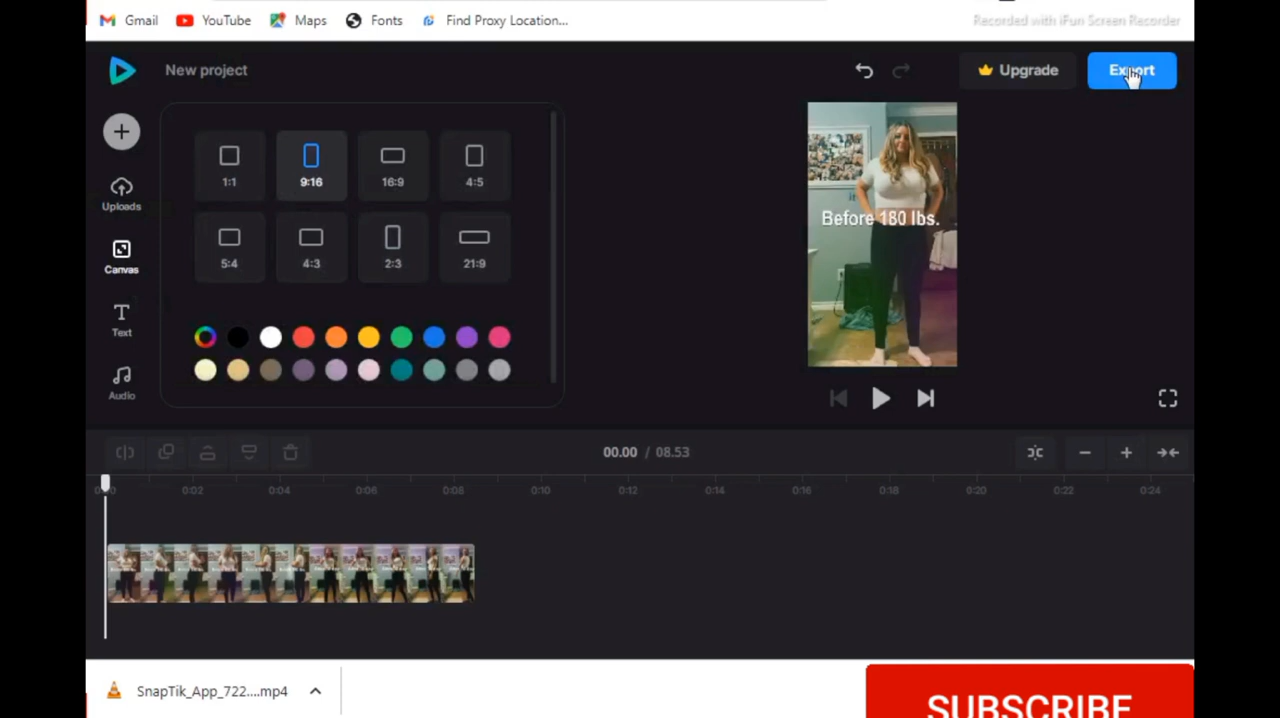 Gmail YouTube Maps Fonts Find Proxy Location...
Recorded with iFun Screen Recorder
New project
Upgrade
Export
1:1 9:16 16:9 4:5
5:4 4:3 2:3 21:9
Uploads
Canvas
Text
Audio
Before 180 lbs.
00.00 / 08.53
0:02 0:04 0:06 0:08 0:10 0:12 0:14 0:16 0:18 0:20 0:22 0:24
SnapTik_App_722....mp4
SUBSCRIBE